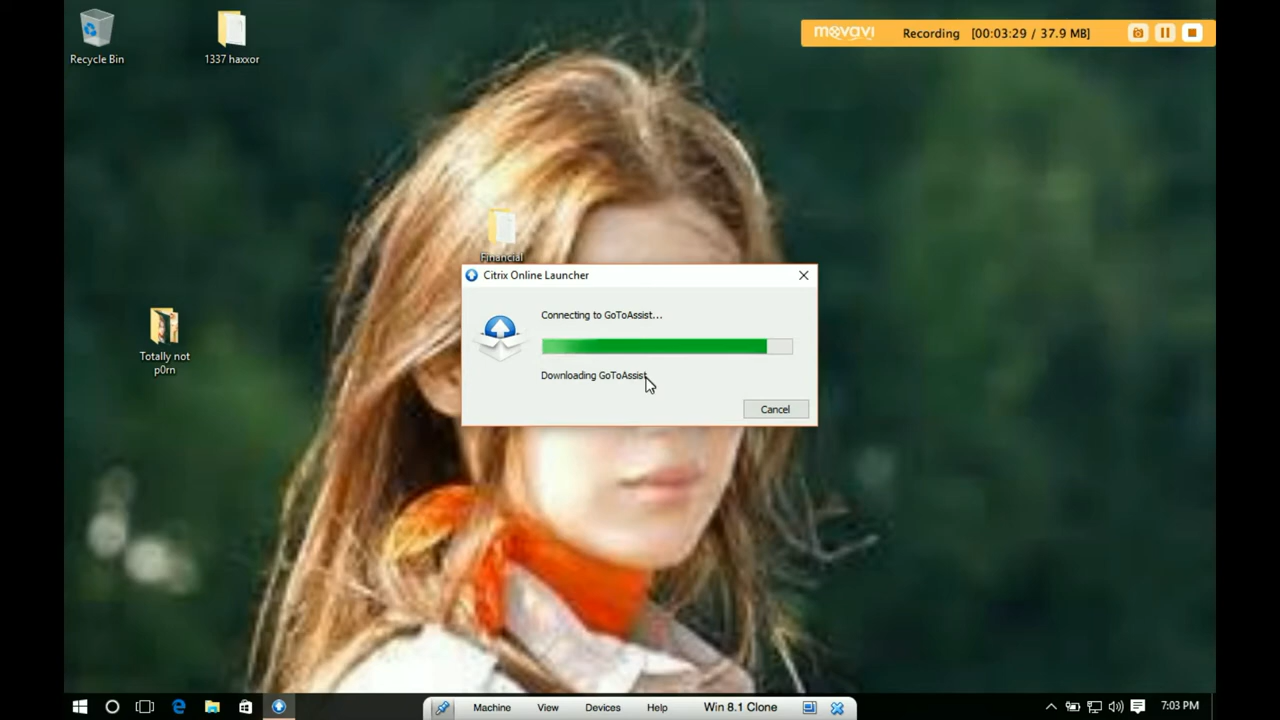 Recycle Bin
1337 haxxor
movavi
Recording [00:03:29 / 37.9 MB]
Financial
Totally not
p0rn
Citrix Online Launcher
Connecting to GoToAssist...
Downloading GoToAssist
Cancel
Machine
View
Devices
Help
Win 8.1 Clone
7:03 PM